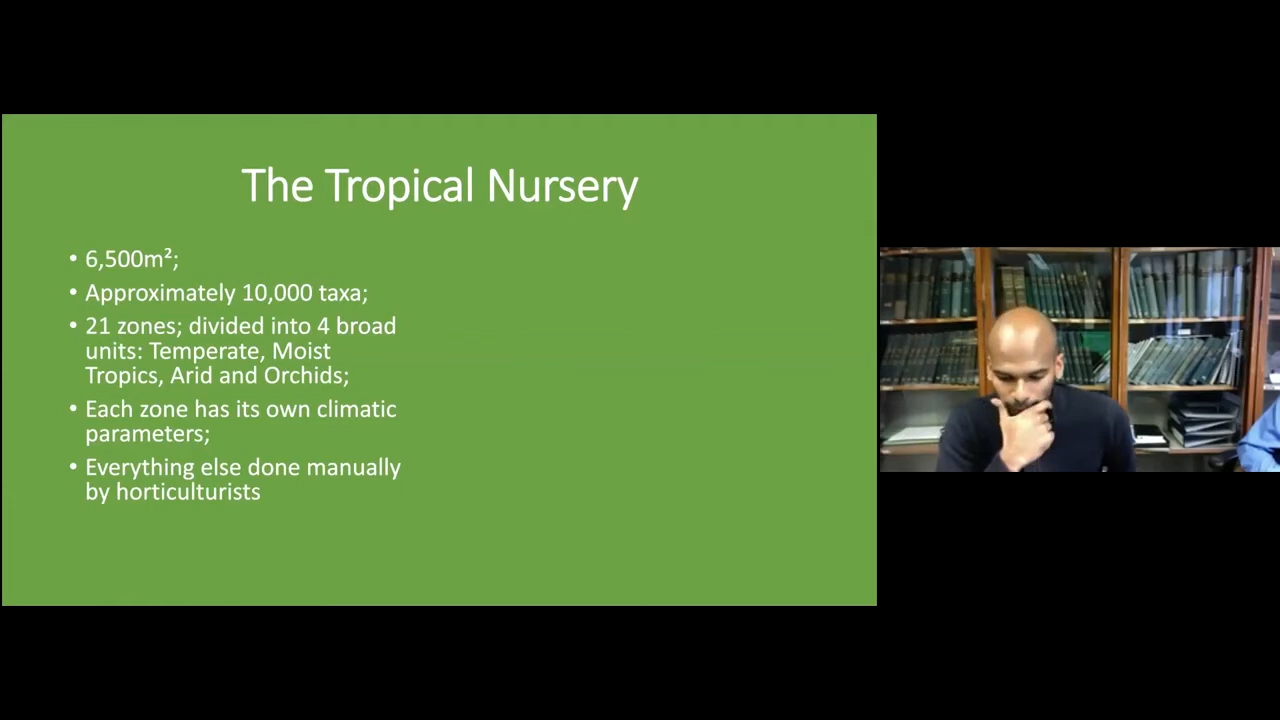 The Tropical Nursery
• 6,500m²;
• Approximately 10,000 taxa;
• 21 zones; divided into 4 broad
units: Temperate, Moist
Tropics, Arid and Orchids;
• Each zone has its own climatic
parameters;
• Everything else done manually
by horticulturists